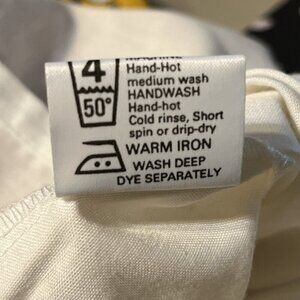 4
50°
MACHINE
Hand-Hot
medium wash
HANDWASH
Hand-hot
Cold rinse, Short
spin or drip-dry
WARM IRON
WASH DEEP
DYE SEPARATELY